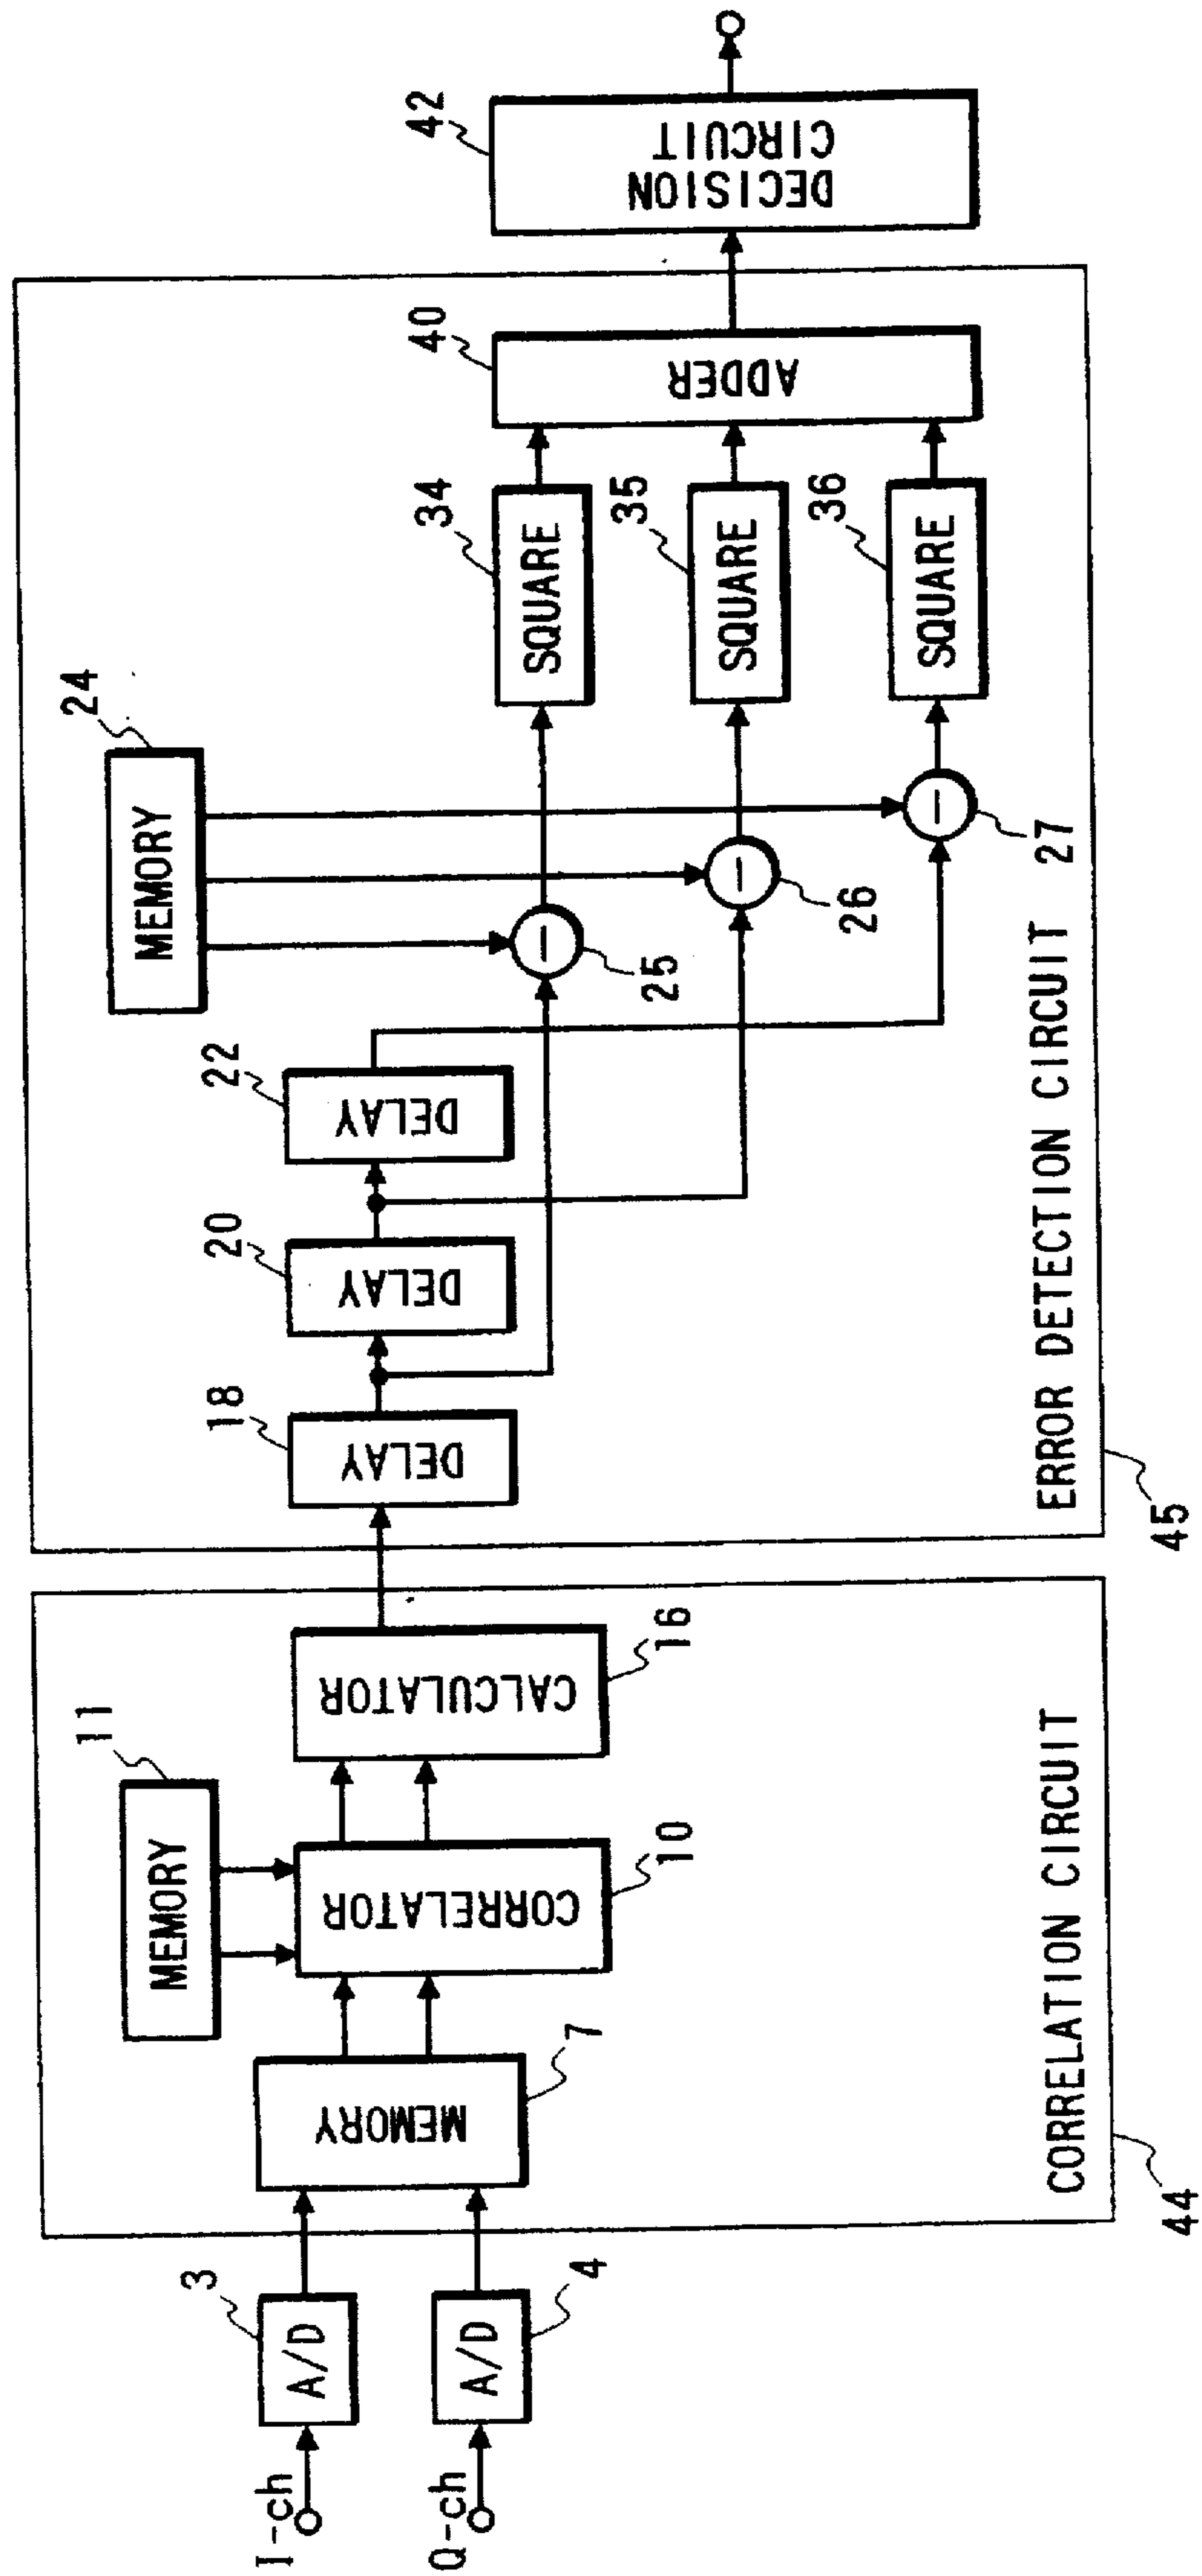 I-ch
Q-ch
3
A/D
4
A/D
MEMORY
7
11
MEMORY
CORRELATOR
10
CALCULATOR
16
CORRELATION CIRCUIT
44
18
DELAY
20
DELAY
22
DELAY
24
MEMORY
25
26
27
34
SQUARE
35
SQUARE
36
SQUARE
40
ADDER
ERROR DETECTION CIRCUIT
45
42
DECISION
CIRCUIT